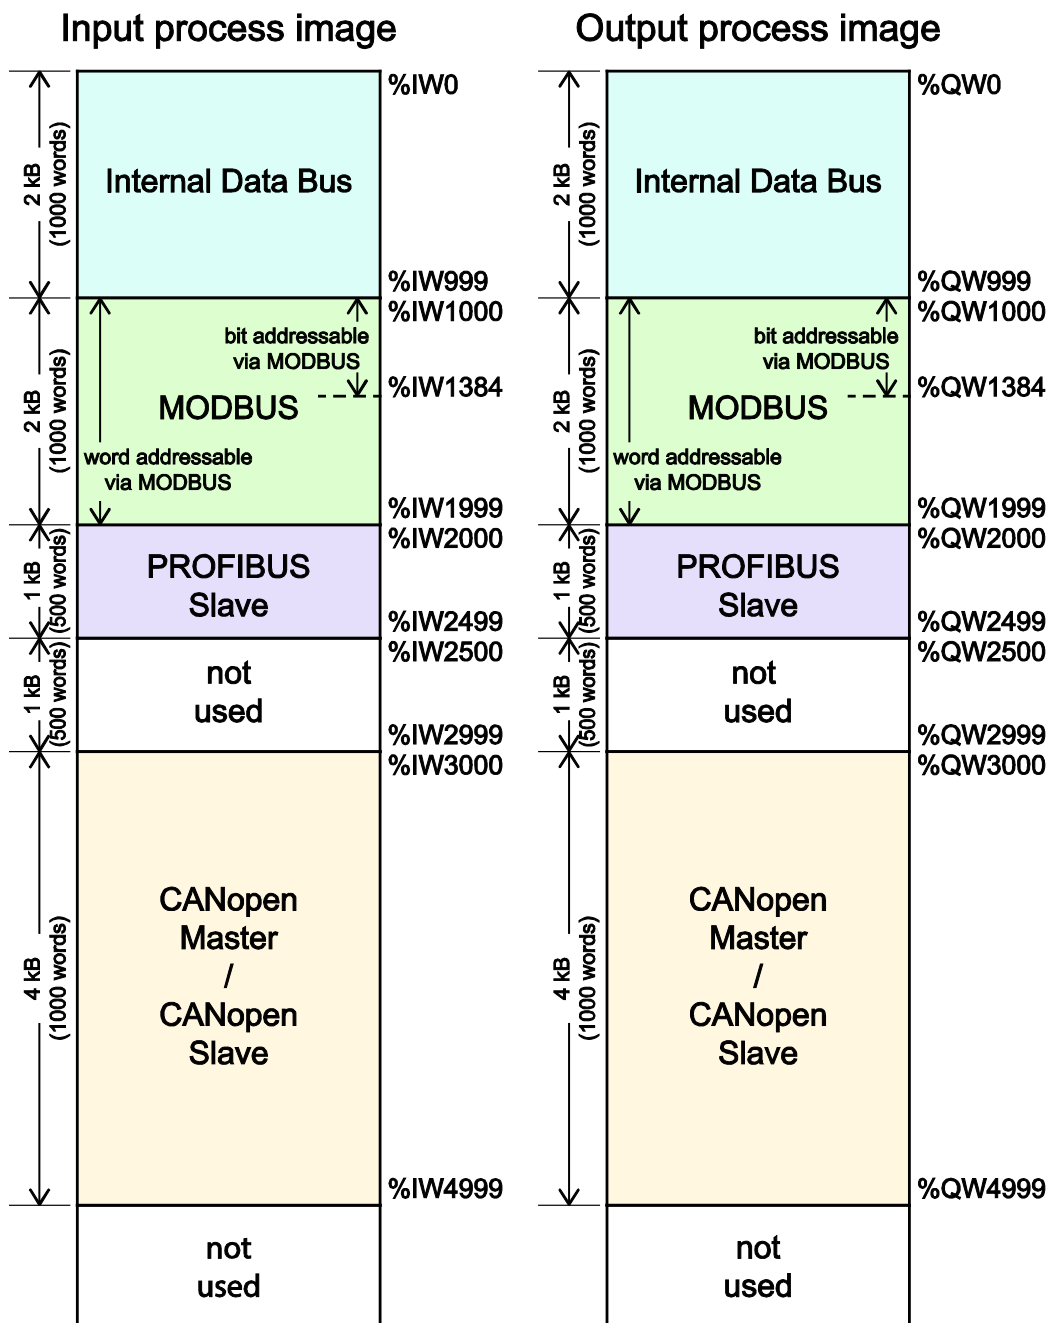 Input process image
%IW0
2 kB
(1000 words)
Internal Data Bus
%IW999
%IW1000
bit addressable
via MODBUS
%IW1384
2 kB
(1000 words)
MODBUS
word addressable
via MODBUS
%IW1999
%IW2000
1 kB
(500 words)
PROFIBUS
Slave
%IW2499
%IW2500
1 kB
(500 words)
not
used
%IW2999
%IW3000
4 kB
(1000 words)
CANopen
Master
/
CANopen
Slave
%IW4999
not
used
Output process image
%QW0
2 kB
(1000 words)
Internal Data Bus
%QW999
%QW1000
bit addressable
via MODBUS
%QW1384
2 kB
(1000 words)
MODBUS
word addressable
via MODBUS
%QW1999
%QW2000
1 kB
(500 words)
PROFIBUS
Slave
%QW2499
%QW2500
1 kB
(500 words)
not
used
%QW2999
%QW3000
4 kB
(1000 words)
CANopen
Master
/
CANopen
Slave
%QW4999
not
used